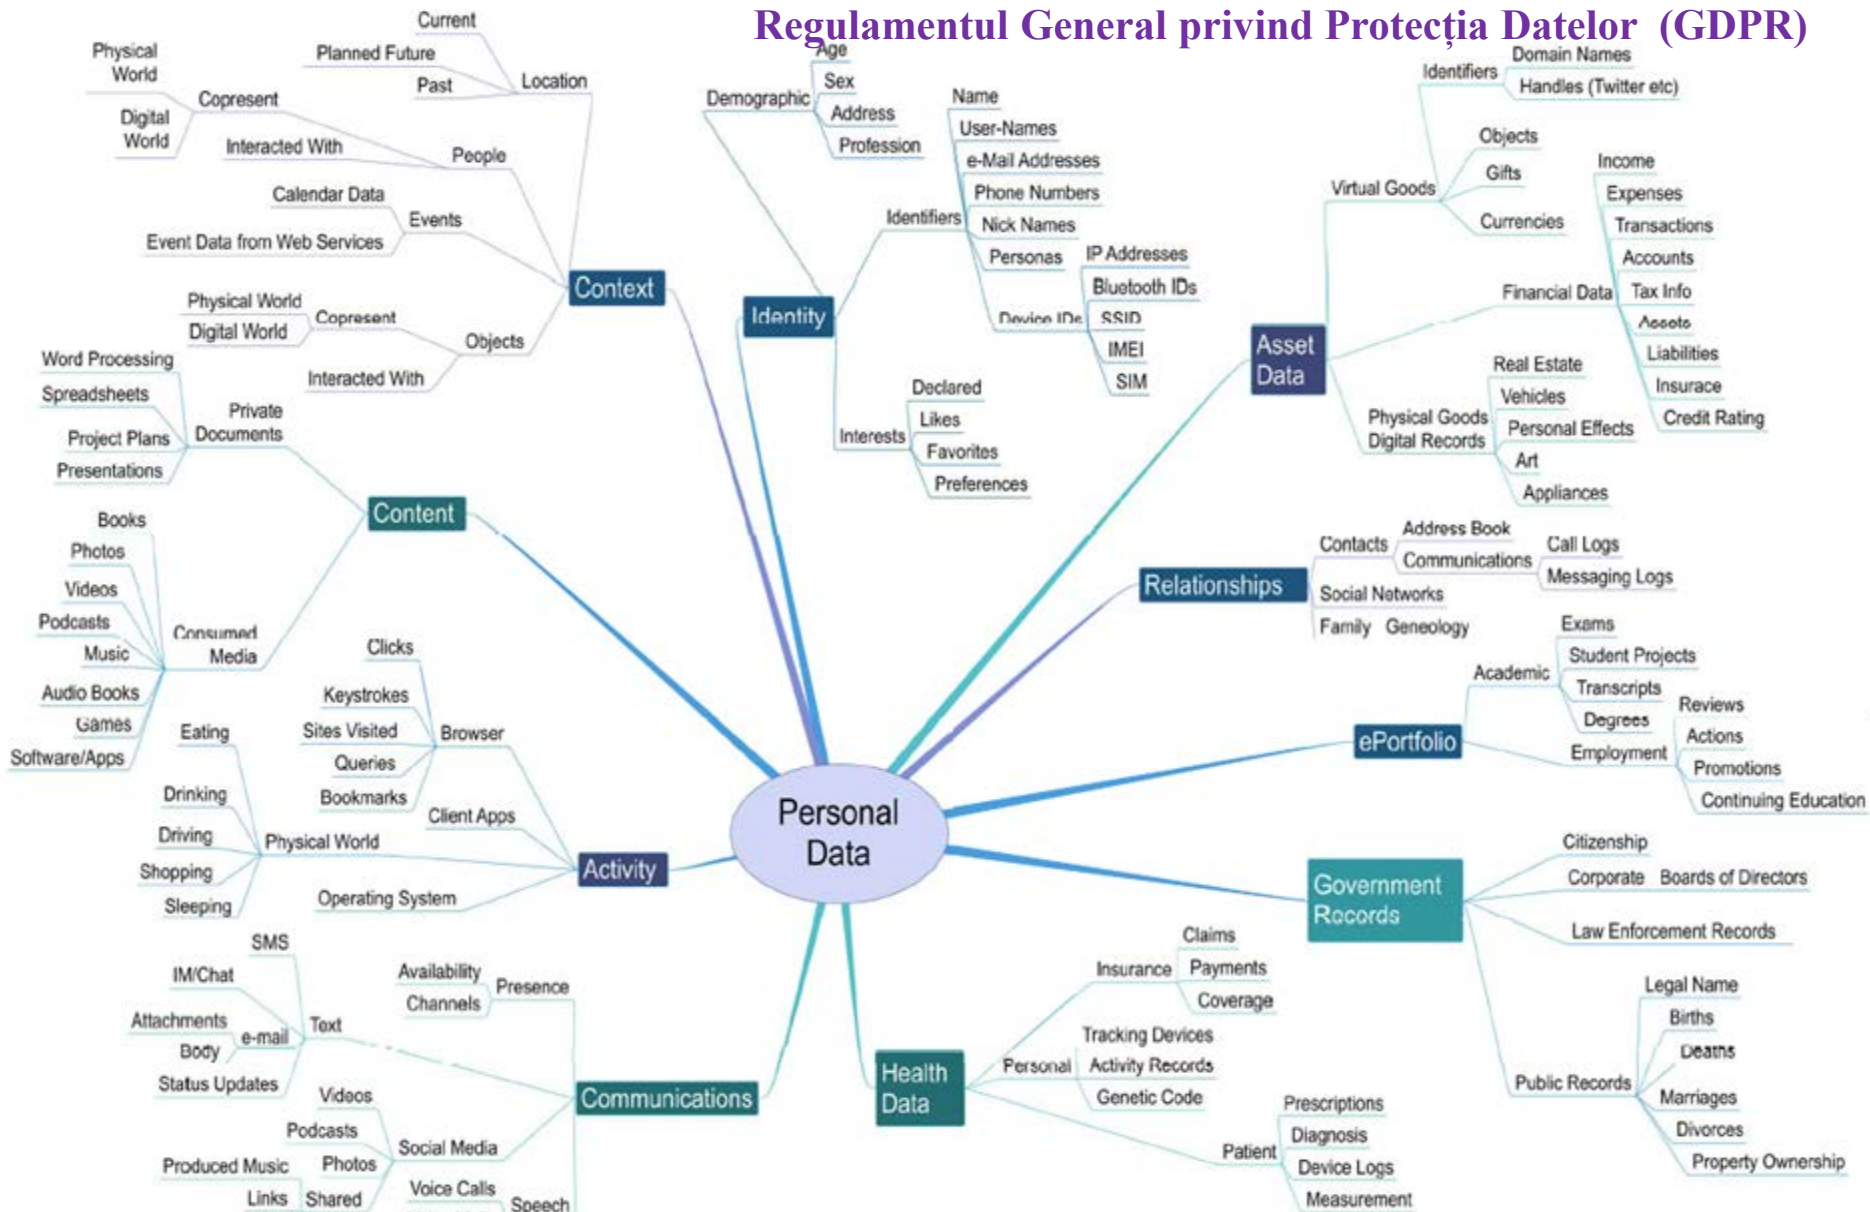 Regulamentul General privind Protecția Datelor (GDPR)
Personal
Data
Context
Location
Current
Planned Future
Past
People
Copresent
Physical
World
Digital
World
Interacted With
Events
Calendar Data
Event Data from Web Services
Objects
Copresent
Physical World
Digital World
Interacted With
Identity
Demographic
Age
Sex
Address
Profession
Identifiers
Name
User-Names
e-Mail Addresses
Phone Numbers
Nick Names
Personas
Device IDs
IP Addresses
Bluetooth IDs
SSID
IMEI
SIM
Interests
Declared
Likes
Favorites
Preferences
Asset
Data
Virtual Goods
Identifiers
Domain Names
Handles (Twitter etc)
Objects
Gifts
Currencies
Financial Data
Income
Expenses
Transactions
Accounts
Tax Info
Assets
Liabilities
Insurace
Credit Rating
Physical Goods
Digital Records
Real Estate
Vehicles
Personal Effects
Art
Appliances
Relationships
Contacts
Address Book
Communications
Call Logs
Messaging Logs
Social Networks
Family Geneology
ePortfolio
Academic
Exams
Student Projects
Transcripts
Degrees
Employment
Reviews
Actions
Promotions
Continuing Education
Government
Records
Citizenship
Corporate Boards of Directors
Law Enforcement Records
Public Records
Legal Name
Births
Deaths
Marriages
Divorces
Property Ownership
Health
Data
Insurance
Claims
Payments
Coverage
Personal
Tracking Devices
Activity Records
Genetic Code
Patient
Prescriptions
Diagnosis
Device Logs
Measurement
Communications
Presence
Availability
Channels
Text
SMS
IM/Chat
e-mail
Attachments
Body
Status Updates
Social Media
Videos
Podcasts
Photos
Shared
Produced Music
Links
Speech
Voice Calls
Activity
Browser
Clicks
Keystrokes
Sites Visited
Queries
Bookmarks
Client Apps
Physical World
Eating
Drinking
Driving
Shopping
Sleeping
Operating System
Content
Private
Documents
Word Processing
Spreadsheets
Project Plans
Presentations
Consumed
Media
Books
Photos
Videos
Podcasts
Music
Audio Books
Games
Software/Apps